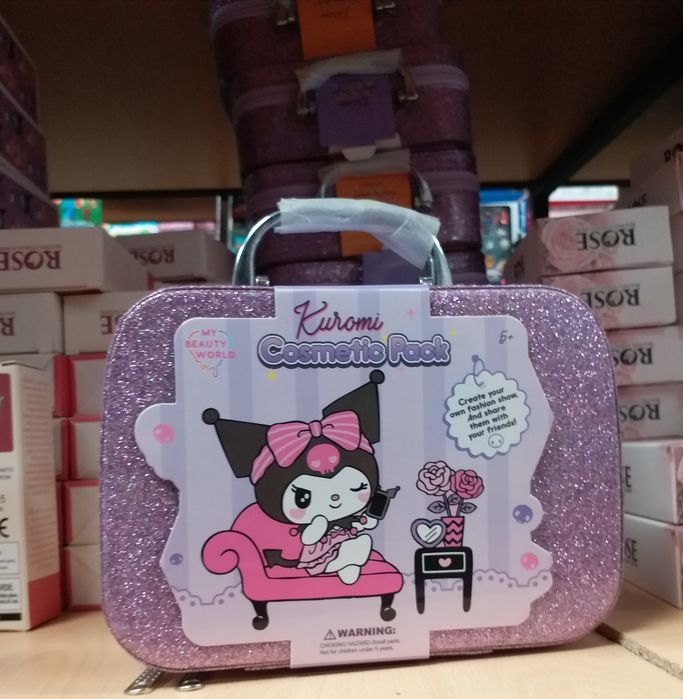 Kuromi
Cosmetic Pack
MY
BEAUTY
WORLD
5+
Create your
own fashion show.
And share
them with
your friends!
⚠WARNING:
CHOKING HAZARD-Small parts.
Not for children under 3 years.
ROSE
ROSE
ROSE
ROSE
ROSE